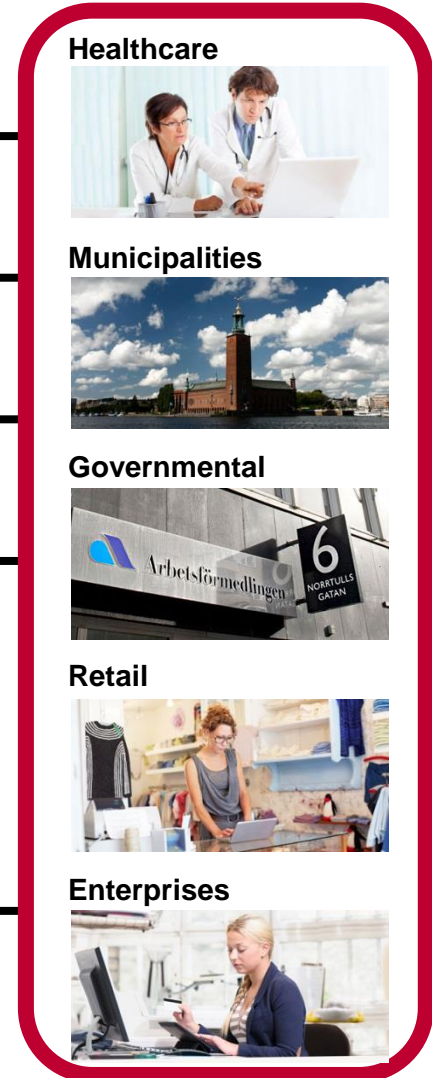 Healthcare
Municipalities
Governmental
Arbetsförmedlingen
6
NORRTULLS
GATAN
Retail
Enterprises